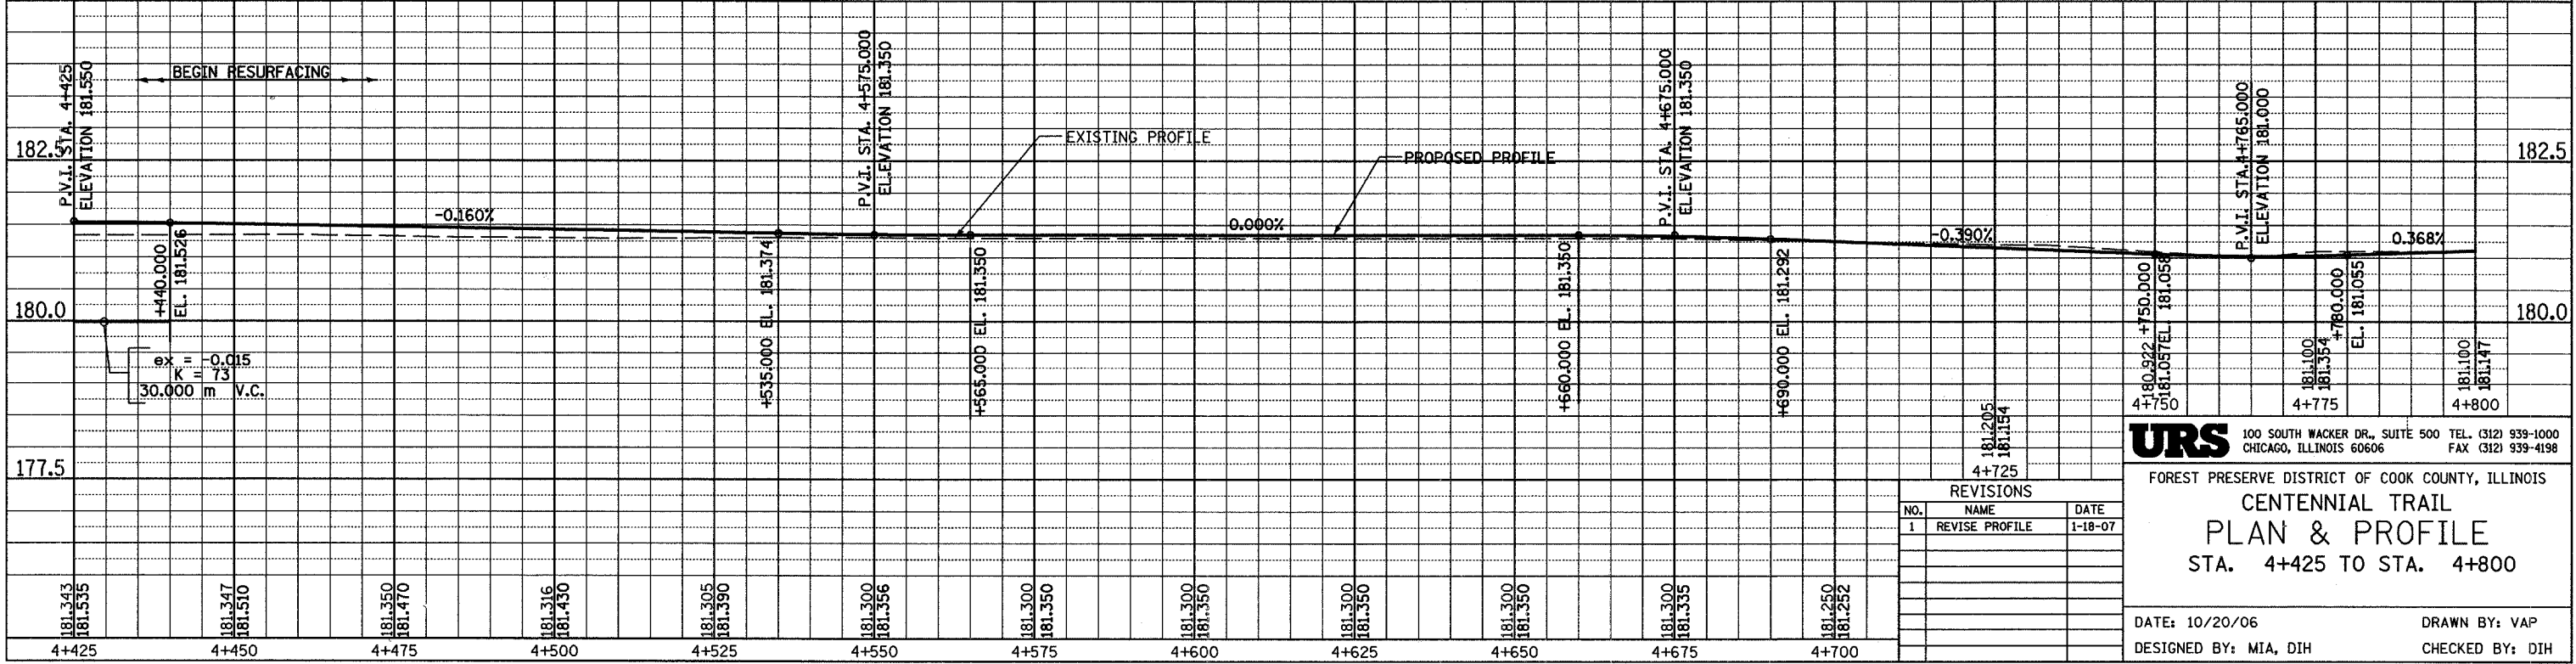 P.V.I. STA. 4+425
ELEVATION 181.550
BEGIN RESURFACING
P.V.I. STA. 4+575.000
ELEVATION 181.350
EXISTING PROFILE
PROPOSED PROFILE
P.V.I. STA. 4+675.000
ELEVATION 181.350
P.V.I. STA.4+765.000
ELEVATION 181.000
182.5
182.5
-0.160%
0.000%
-0.390%
0.368%
+440.000
EL. 181.526
+535.000 EL. 181.374
+565.000 EL. 181.350
+660.000 EL. 181.350
+690.000 EL. 181.292
+750.000
EL. 181.058
+780.000
EL. 181.055
180.0
180.0
ex = -0.015
K = 73
30.000 m V.C.
180.922
181.057
4+750
181.100
181.354
4+775
181.100
181.147
4+800
181.205
181.154
4+725
177.5
URS
100 SOUTH WACKER DR., SUITE 500 TEL. (312) 939-1000
CHICAGO, ILLINOIS 60606 FAX (312) 939-4198
FOREST PRESERVE DISTRICT OF COOK COUNTY, ILLINOIS
CENTENNIAL TRAIL
PLAN & PROFILE
STA. 4+425 TO STA. 4+800
DATE: 10/20/06 DRAWN BY: VAP
DESIGNED BY: MIA, DIH CHECKED BY: DIH
REVISIONS
NO. NAME DATE
1 REVISE PROFILE 1-18-07
181.343
181.535
181.347
181.510
181.350
181.470
181.316
181.430
181.305
181.390
181.300
181.356
181.300
181.350
181.300
181.350
181.300
181.350
181.300
181.350
181.300
181.335
181.250
181.252
4+425 4+450 4+475 4+500 4+525 4+550 4+575 4+600 4+625 4+650 4+675 4+700